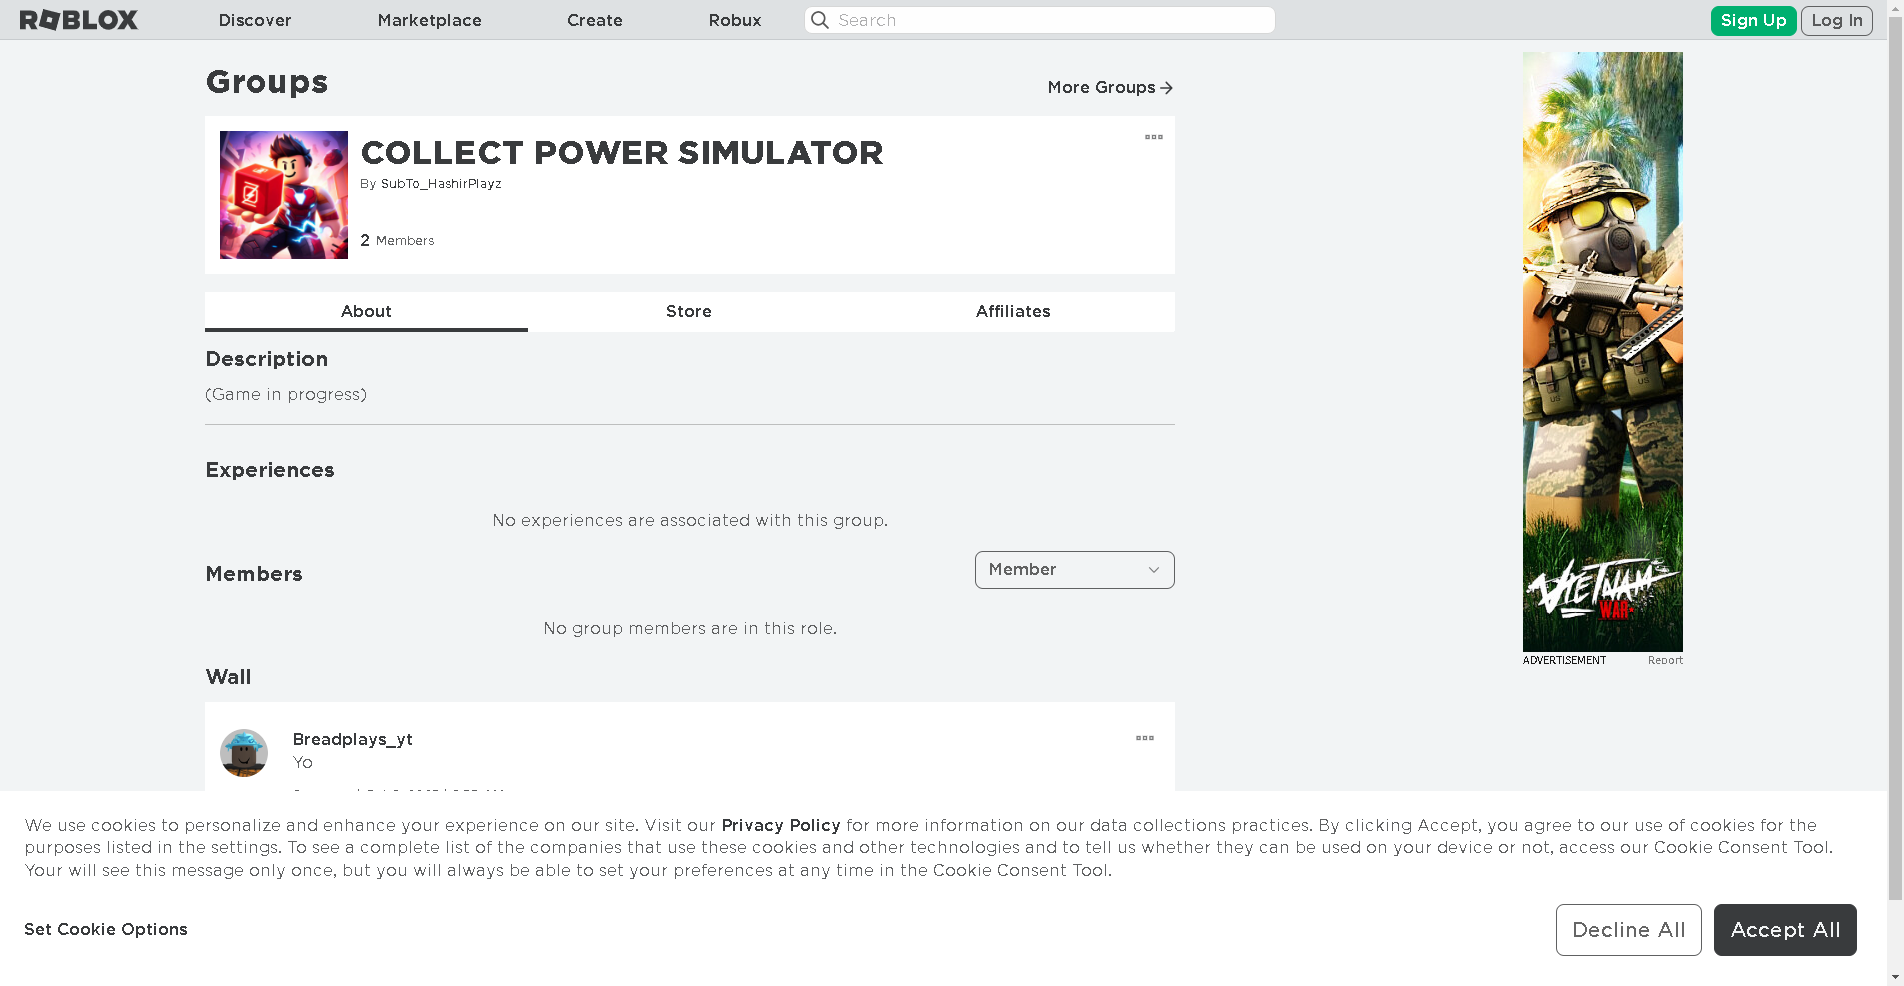 ROBLOX
Discover
Marketplace
Create
Robux
Search
Sign Up
Log In
Groups
More Groups
COLLECT POWER SIMULATOR
By SubTo_HashirPlayz
2 Members
About
Store
Affiliates
Description
(Game in progress)
Experiences
No experiences are associated with this group.
Members
Member
No group members are in this role.
Wall
Breadplays_yt
Yo
US
US
VIETNAM
WAR
ADVERTISEMENT
Report
We use cookies to personalize and enhance your experience on our site. Visit our Privacy Policy for more information on our data collections practices. By clicking Accept, you agree to our use of cookies for the
purposes listed in the settings. To see a complete list of the companies that use these cookies and other technologies and to tell us whether they can be used on your device or not, access our Cookie Consent Tool.
Your will see this message only once, but you will always be able to set your preferences at any time in the Cookie Consent Tool.
Set Cookie Options
Decline All
Accept All